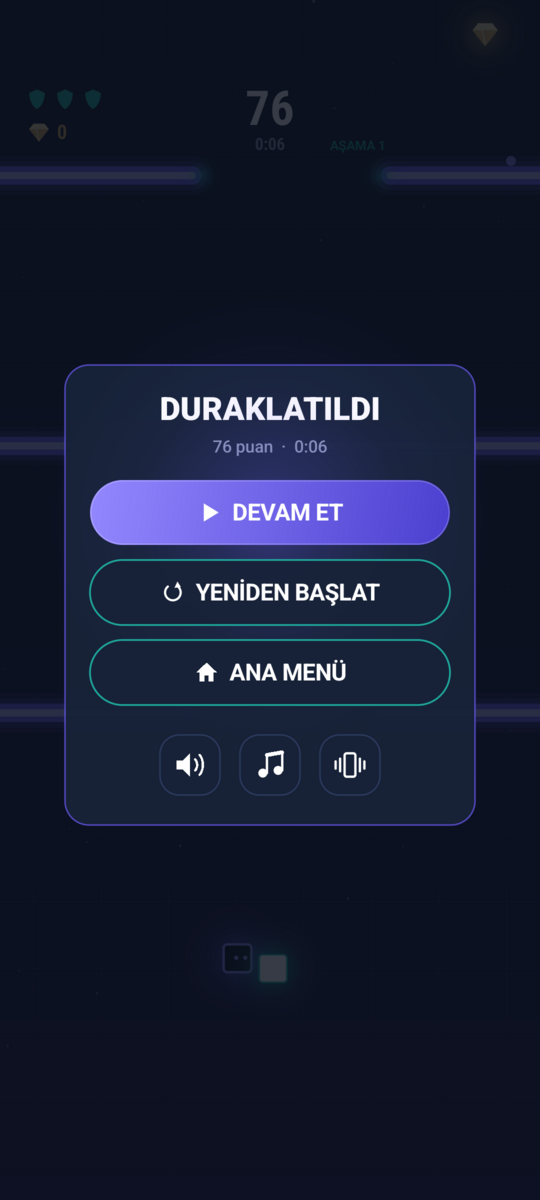 76
0
0:06
AŞAMA 1
DURAKLATILDI
76 puan · 0:06
DEVAM ET
YENİDEN BAŞLAT
ANA MENÜ